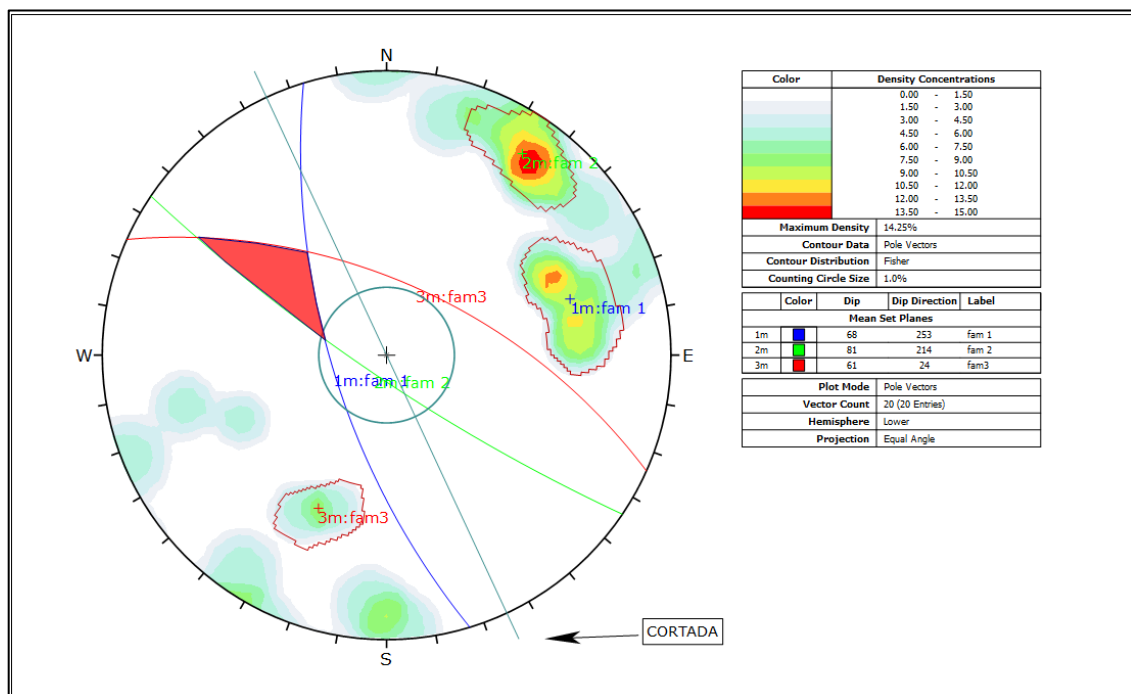 N
W
E
S
2m:fam 2
1m:fam 1
3m:fam3
1m:fam 1
2m:fam 2
3m:fam3
CORTADA
Color Density Concentrations
0.00 - 1.50
1.50 - 3.00
3.00 - 4.50
4.50 - 6.00
6.00 - 7.50
7.50 - 9.00
9.00 - 10.50
10.50 - 12.00
12.00 - 13.50
13.50 - 15.00
Maximum Density 14.25%
Contour Data Pole Vectors
Contour Distribution Fisher
Counting Circle Size 1.0%
Color Dip Dip Direction Label
Mean Set Planes
1m 68 253 fam 1
2m 81 214 fam 2
3m 61 24 fam3
Plot Mode Pole Vectors
Vector Count 20 (20 Entries)
Hemisphere Lower
Projection Equal Angle